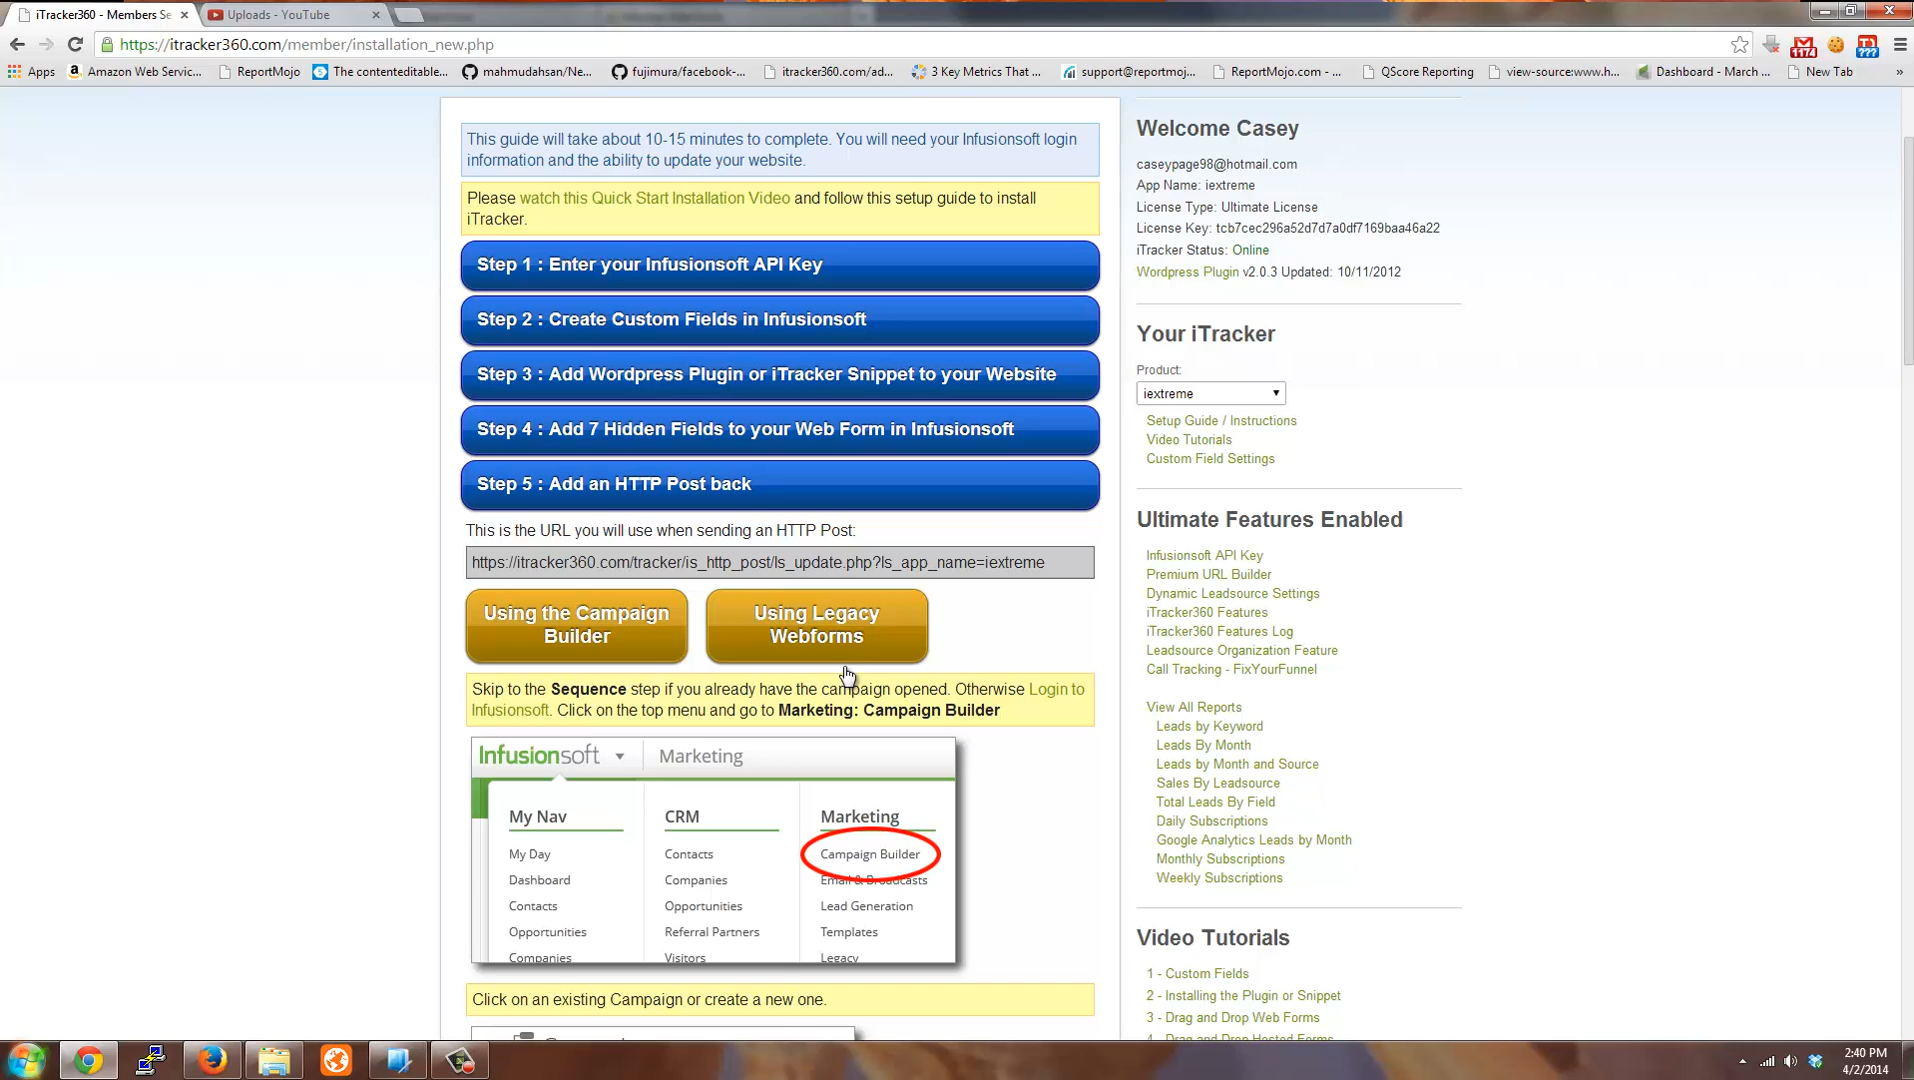 iTracker360 - Members Se
Uploads - YouTube
https://itracker360.com/member/installation_new.php
1174
???
Apps
Amazon Web Servic...
ReportMojo
The contenteditable...
mahmudahsan/Ne...
fujimura/facebook-...
itracker360.com/ad...
3 Key Metrics That ...
support@reportmoj...
ReportMojo.com - ...
QScore Reporting
view-source:www.h...
Dashboard - March ...
New Tab
»
This guide will take about 10-15 minutes to complete. You will need your Infusionsoft login
information and the ability to update your website.
Please watch this Quick Start Installation Video and follow this setup guide to install
iTracker.
Step 1 : Enter your Infusionsoft API Key
Step 2 : Create Custom Fields in Infusionsoft
Step 3 : Add Wordpress Plugin or iTracker Snippet to your Website
Step 4 : Add 7 Hidden Fields to your Web Form in Infusionsoft
Step 5 : Add an HTTP Post back
This is the URL you will use when sending an HTTP Post:
https://itracker360.com/tracker/is_http_post/ls_update.php?ls_app_name=iextreme
Using the Campaign
Builder
Using Legacy
Webforms
Skip to the Sequence step if you already have the campaign opened. Otherwise Login to
Infusionsoft. Click on the top menu and go to Marketing: Campaign Builder
Infusionsoft
Marketing
My Nav
My Day
Dashboard
Contacts
Opportunities
Companies
CRM
Contacts
Companies
Opportunities
Referral Partners
Visitors
Marketing
Campaign Builder
Email & Broadcasts
Lead Generation
Templates
Legacy
Click on an existing Campaign or create a new one.
Welcome Casey
caseypage98@hotmail.com
App Name: iextreme
License Type: Ultimate License
License Key: tcb7cec296a52d7d7a0df7169baa46a22
iTracker Status: Online
Wordpress Plugin v2.0.3 Updated: 10/11/2012
Your iTracker
Product:
iextreme
Setup Guide / Instructions
Video Tutorials
Custom Field Settings
Ultimate Features Enabled
Infusionsoft API Key
Premium URL Builder
Dynamic Leadsource Settings
iTracker360 Features
iTracker360 Features Log
Leadsource Organization Feature
Call Tracking - FixYourFunnel
View All Reports
Leads by Keyword
Leads By Month
Leads by Month and Source
Sales By Leadsource
Total Leads By Field
Daily Subscriptions
Google Analytics Leads by Month
Monthly Subscriptions
Weekly Subscriptions
Video Tutorials
1 - Custom Fields
2 - Installing the Plugin or Snippet
3 - Drag and Drop Web Forms
4 - Drag and Drop Hosted Forms
2:40 PM
4/2/2014